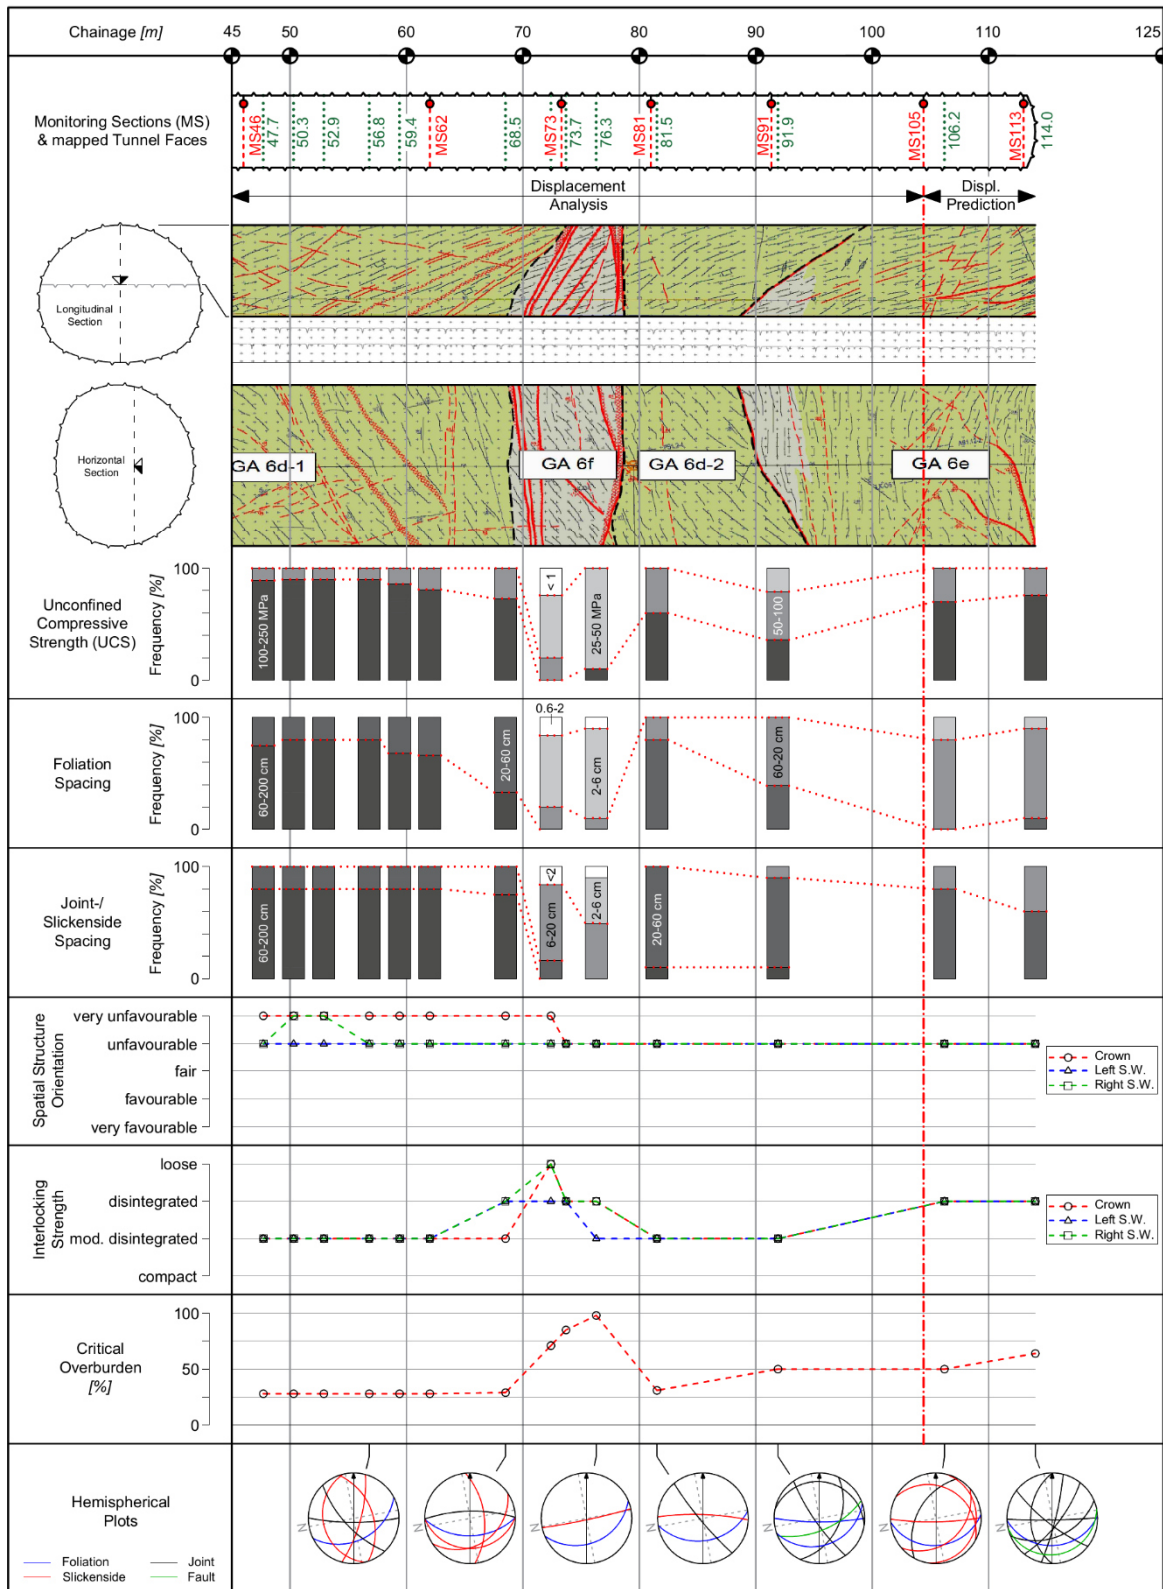 Chainage [m]
45 50 60 70 80 90 100 110 125
Monitoring Sections (MS)
& mapped Tunnel Faces
MS46
47.7
50.3
52.9
56.8
59.4
MS62
68.5
MS73
73.7
76.3
MS81
81.5
MS91
91.9
MS105
106.2
MS113
114.0
Displacement
Analysis
Displ.
Prediction
Longitudinal
Section
Horizontal
Section
GA 6d-1
GA 6f
GA 6d-2
GA 6e
Unconfined
Compressive
Strength (UCS)
Frequency [%]
100
0
100-250 MPa
< 1
25-50 MPa
50-100
Foliation
Spacing
Frequency [%]
100
0
60-200 cm
20-60 cm
0.6-2
2-6 cm
60-20 cm
Joint-/
Slickenside
Spacing
Frequency [%]
100
0
60-200 cm
<2
6-20 cm
2-6 cm
20-60 cm
Spatial Structure
Orientation
very unfavourable
unfavourable
fair
favourable
very favourable
Crown
Left S.W.
Right S.W.
Interlocking
Strength
loose
disintegrated
mod. disintegrated
compact
Crown
Left S.W.
Right S.W.
Critical
Overburden
[%]
100
50
0
Hemispherical
Plots
N N N N N N N
Foliation
Joint
Slickenside
Fault